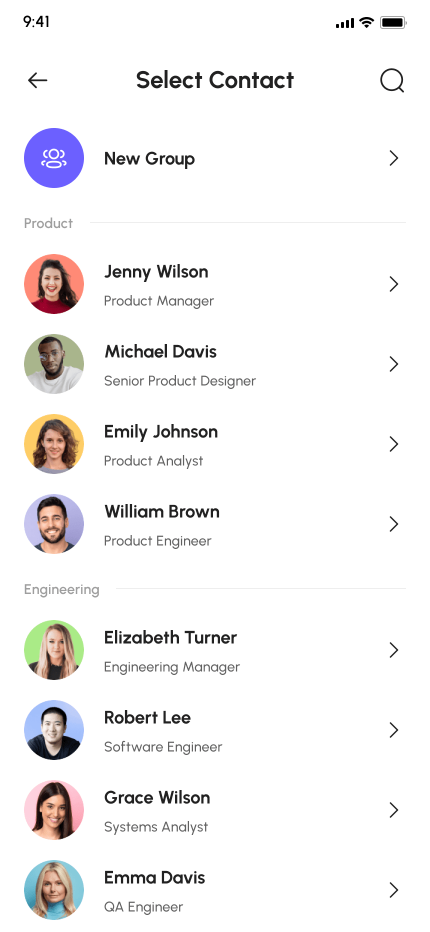 9:41
Select Contact
New Group
Product
Jenny Wilson
Product Manager
Michael Davis
Senior Product Designer
Emily Johnson
Product Analyst
William Brown
Product Engineer
Engineering
Elizabeth Turner
Engineering Manager
Robert Lee
Software Engineer
Grace Wilson
Systems Analyst
Emma Davis
QA Engineer